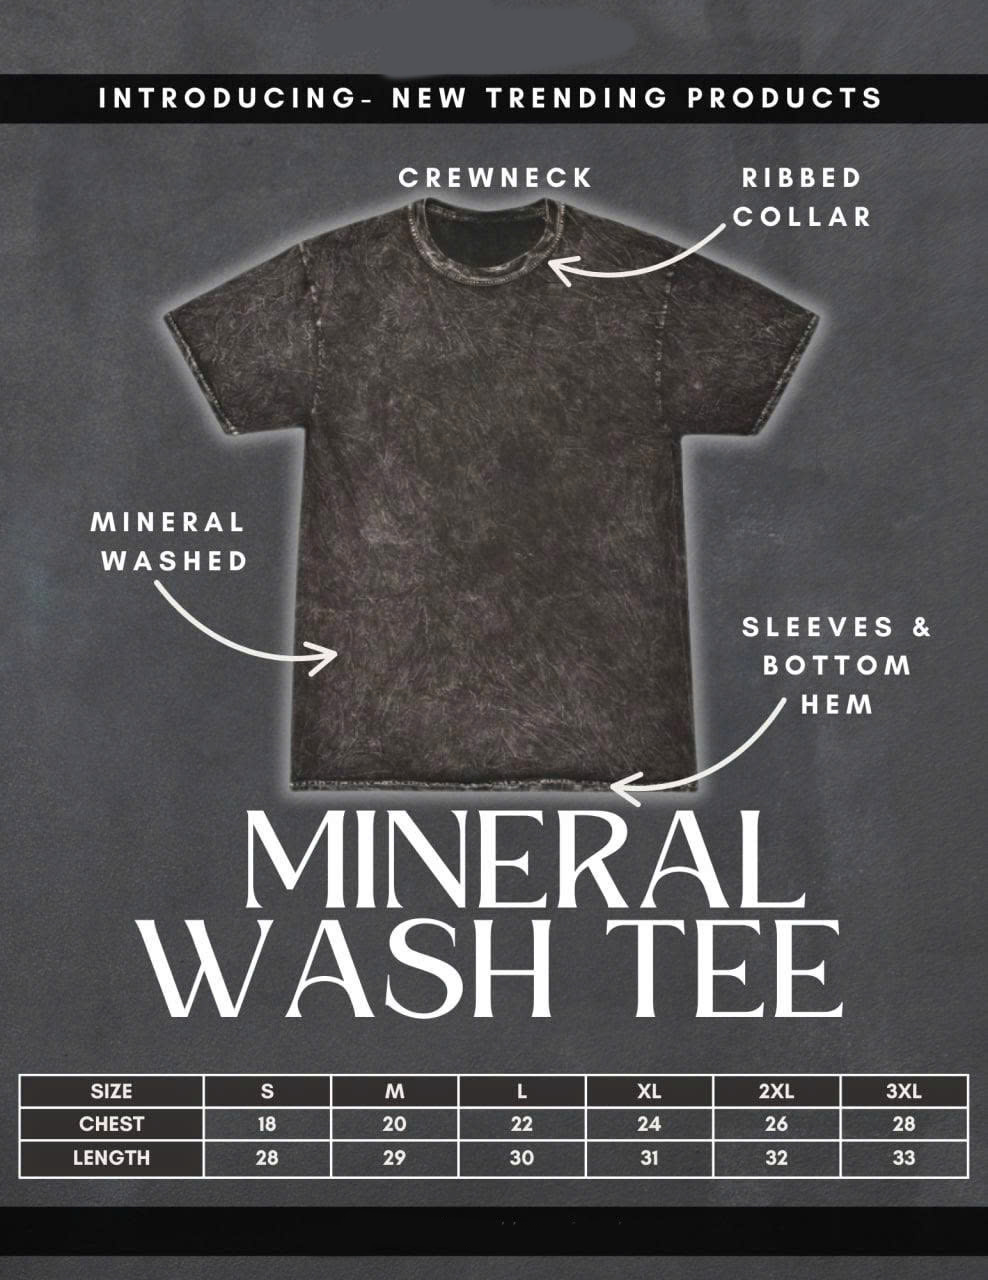 INTRODUCING- NEW TRENDING PRODUCTS
CREWNECK
RIBBED
COLLAR
MINERAL
WASHED
SLEEVES &
BOTTOM
HEM
MINERAL
WASH TEE
SIZE S M L XL 2XL 3XL
CHEST 18 20 22 24 26 28
LENGTH 28 29 30 31 32 33